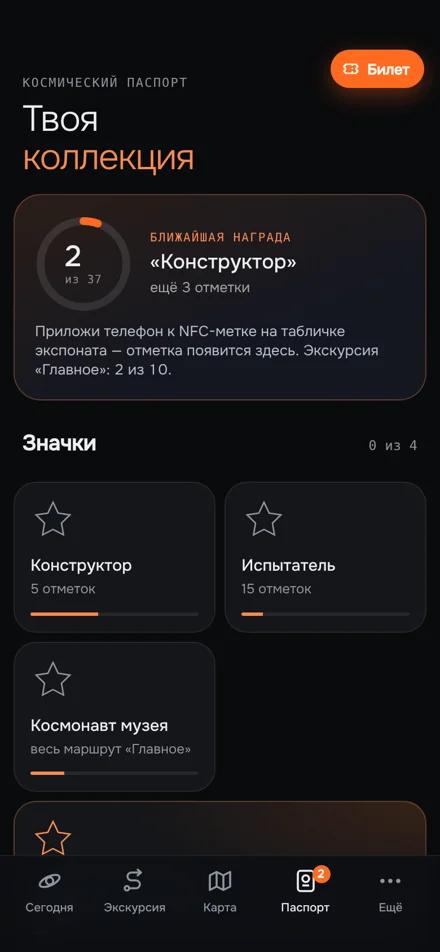 Билет
КОСМИЧЕСКИЙ ПАСПОРТ
Твоя
коллекция
2
из 37
БЛИЖАЙШАЯ НАГРАДА
«Конструктор»
ещё 3 отметки
Приложи телефон к NFC-метке на табличке
экспоната — отметка появится здесь. Экскурсия
«Главное»: 2 из 10.
Значки
0 из 4
Конструктор
5 отметок
Испытатель
15 отметок
Космонавт музея
весь маршрут «Главное»
2
Сегодня
Экскурсия
Карта
Паспорт
Ещё